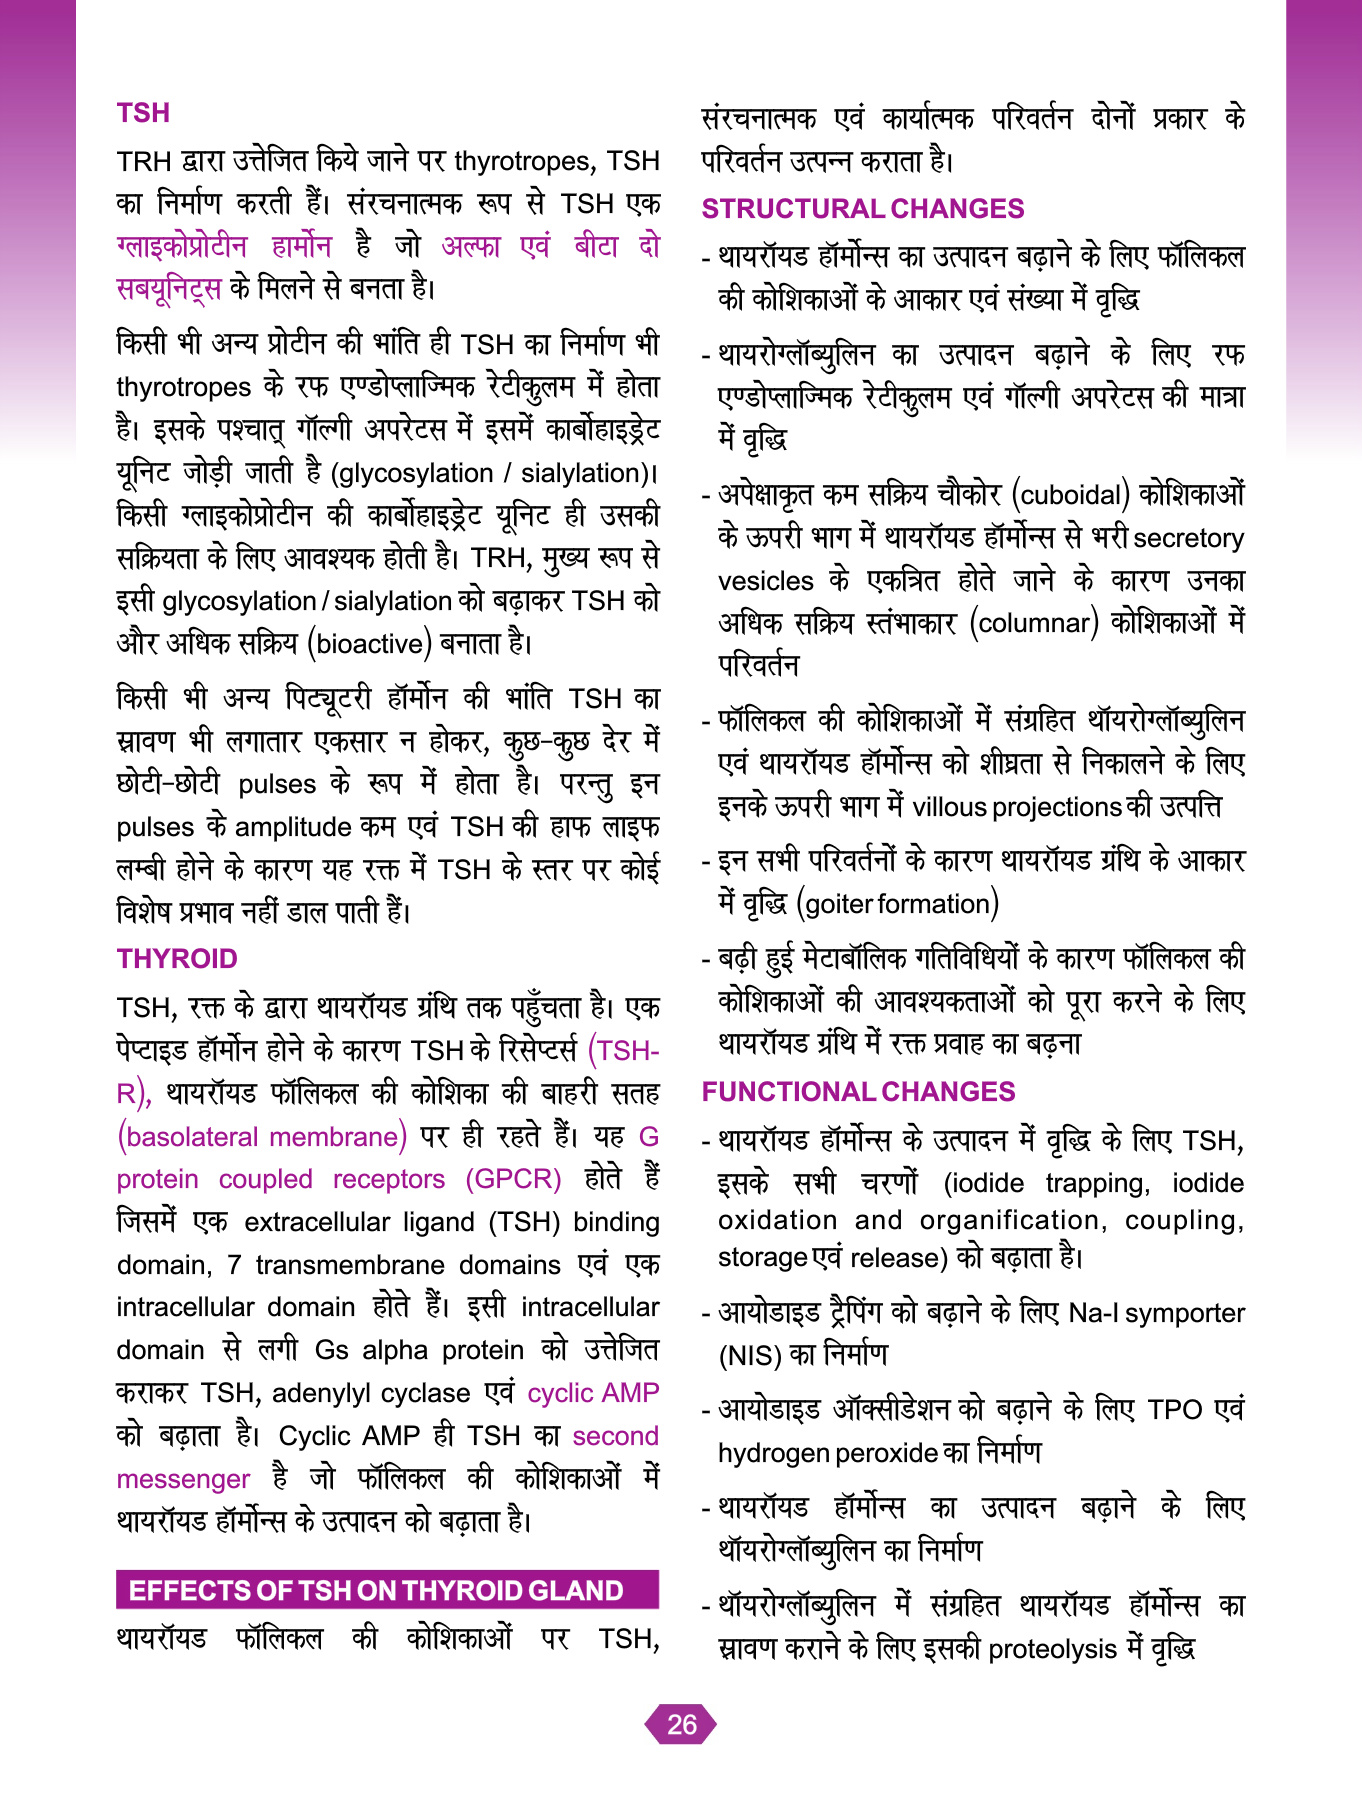 TSH
TRH द्वारा उत्तेजित किये जाने पर thyrotropes, TSH
का निर्माण करती हैं। संरचनात्मक रूप से TSH एक
ग्लाइकोप्रोटीन हार्मोन है जो अल्फा एवं बीटा दो
सबयूनिट्स के मिलने से बनता है।
किसी भी अन्य प्रोटीन की भांति ही TSH का निर्माण भी
thyrotropes के रफ एण्डोप्लाज्मिक रेटीकुलम में होता
है। इसके पश्चात् गॉल्गी अपरेटस में इसमें कार्बोहाइड्रेट
यूनिट जोड़ी जाती है (glycosylation / sialylation)।
किसी ग्लाइकोप्रोटीन की कार्बोहाइड्रेट यूनिट ही उसकी
सक्रियता के लिए आवश्यक होती है। TRH, मुख्य रूप से
इसी glycosylation / sialylation को बढ़ाकर TSH को
और अधिक सक्रिय (bioactive) बनाता है।
किसी भी अन्य पिट्यूटरी हॉर्मोन की भांति TSH का
स्रावण भी लगातार एकसार न होकर, कुछ-कुछ देर में
छोटी-छोटी pulses के रूप में होता है। परन्तु इन
pulses के amplitude कम एवं TSH की हाफ लाइफ
लम्बी होने के कारण यह रक्त में TSH के स्तर पर कोई
विशेष प्रभाव नहीं डाल पाती हैं।
THYROID
TSH, रक्त के द्वारा थायरॉयड ग्रंथि तक पहुँचता है। एक
पेप्टाइड हॉर्मोन होने के कारण TSH के रिसेप्टर्स (TSH-
R), थायरॉयड फॉलिकल की कोशिका की बाहरी सतह
(basolateral membrane) पर ही रहते हैं। यह G
protein coupled receptors (GPCR) होते हैं
जिसमें एक extracellular ligand (TSH) binding
domain, 7 transmembrane domains एवं एक
intracellular domain होते हैं। इसी intracellular
domain से लगी Gs alpha protein को उत्तेजित
कराकर TSH, adenylyl cyclase एवं cyclic AMP
को बढ़ाता है। Cyclic AMP ही TSH का second
messenger है जो फॉलिकल की कोशिकाओं में
थायरॉयड हॉर्मोन्स के उत्पादन को बढ़ाता है।
EFFECTS OF TSH ON THYROID GLAND
थायरॉयड फॉलिकल की कोशिकाओं पर TSH,
संरचनात्मक एवं कार्यात्मक परिवर्तन दोनों प्रकार के
परिवर्तन उत्पन्न कराता है।
STRUCTURAL CHANGES
- थायरॉयड हॉर्मोन्स का उत्पादन बढ़ाने के लिए फॉलिकल
की कोशिकाओं के आकार एवं संख्या में वृद्धि
- थायरोग्लॉब्युलिन का उत्पादन बढ़ाने के लिए रफ
एण्डोप्लाज्मिक रेटीकुलम एवं गॉल्गी अपरेटस की मात्रा
में वृद्धि
- अपेक्षाकृत कम सक्रिय चौकोर (cuboidal) कोशिकाओं
के ऊपरी भाग में थायरॉयड हॉर्मोन्स से भरी secretory
vesicles के एकत्रित होते जाने के कारण उनका
अधिक सक्रिय स्तंभाकार (columnar) कोशिकाओं में
परिवर्तन
- फॉलिकल की कोशिकाओं में संग्रहित थॉयरोग्लॉब्युलिन
एवं थायरॉयड हॉर्मोन्स को शीघ्रता से निकालने के लिए
इनके ऊपरी भाग में villous projections की उत्पत्ति
- इन सभी परिवर्तनों के कारण थायरॉयड ग्रंथि के आकार
में वृद्धि (goiter formation)
- बढ़ी हुई मेटाबॉलिक गतिविधियों के कारण फॉलिकल की
कोशिकाओं की आवश्यकताओं को पूरा करने के लिए
थायरॉयड ग्रंथि में रक्त प्रवाह का बढ़ना
FUNCTIONAL CHANGES
- थायरॉयड हॉर्मोन्स के उत्पादन में वृद्धि के लिए TSH,
इसके सभी चरणों (iodide trapping, iodide
oxidation and organification, coupling,
storage एवं release) को बढ़ाता है।
- आयोडाइड ट्रैपिंग को बढ़ाने के लिए Na-I symporter
(NIS) का निर्माण
- आयोडाइड ऑक्सीडेशन को बढ़ाने के लिए TPO एवं
hydrogen peroxide का निर्माण
- थायरॉयड हॉर्मोन्स का उत्पादन बढ़ाने के लिए
थॉयरोग्लॉब्युलिन का निर्माण
- थॉयरोग्लॉब्युलिन में संग्रहित थायरॉयड हॉर्मोन्स का
स्रावण कराने के लिए इसकी proteolysis में वृद्धि
26